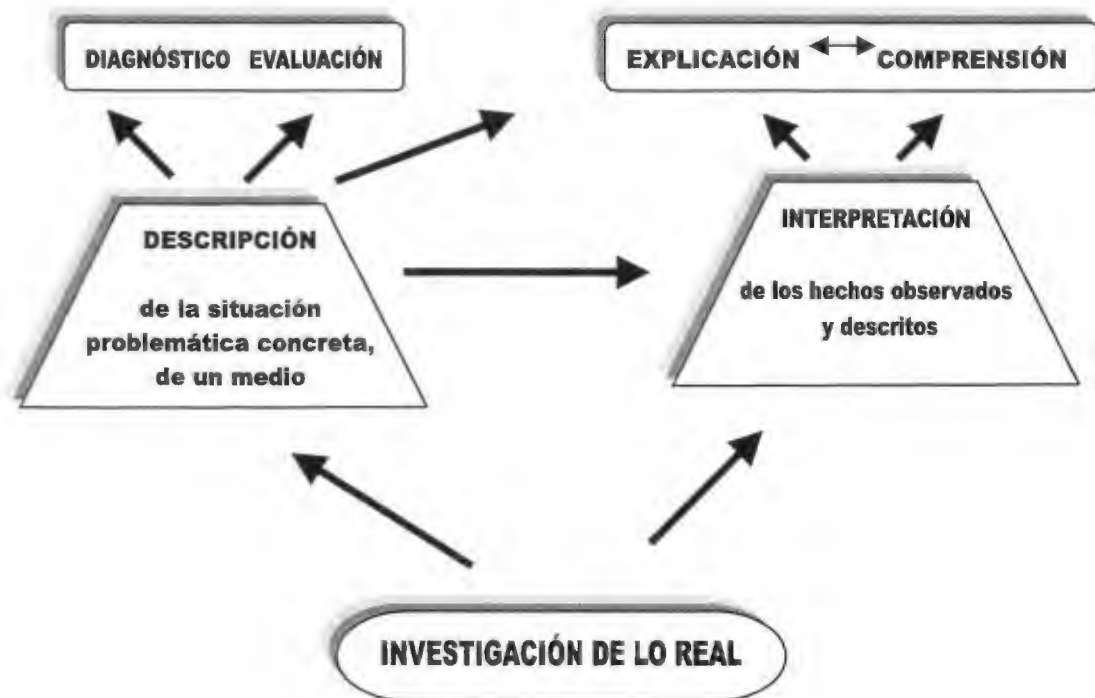 DIAGNÓSTICO EVALUACIÓN
EXPLICACIÓN COMPRENSIÓN
DESCRIPCIÓN
de la situación
problemática concreta,
de un medio
INTERPRETACIÓN
de los hechos observados
y descritos
INVESTIGACIÓN DE LO REAL